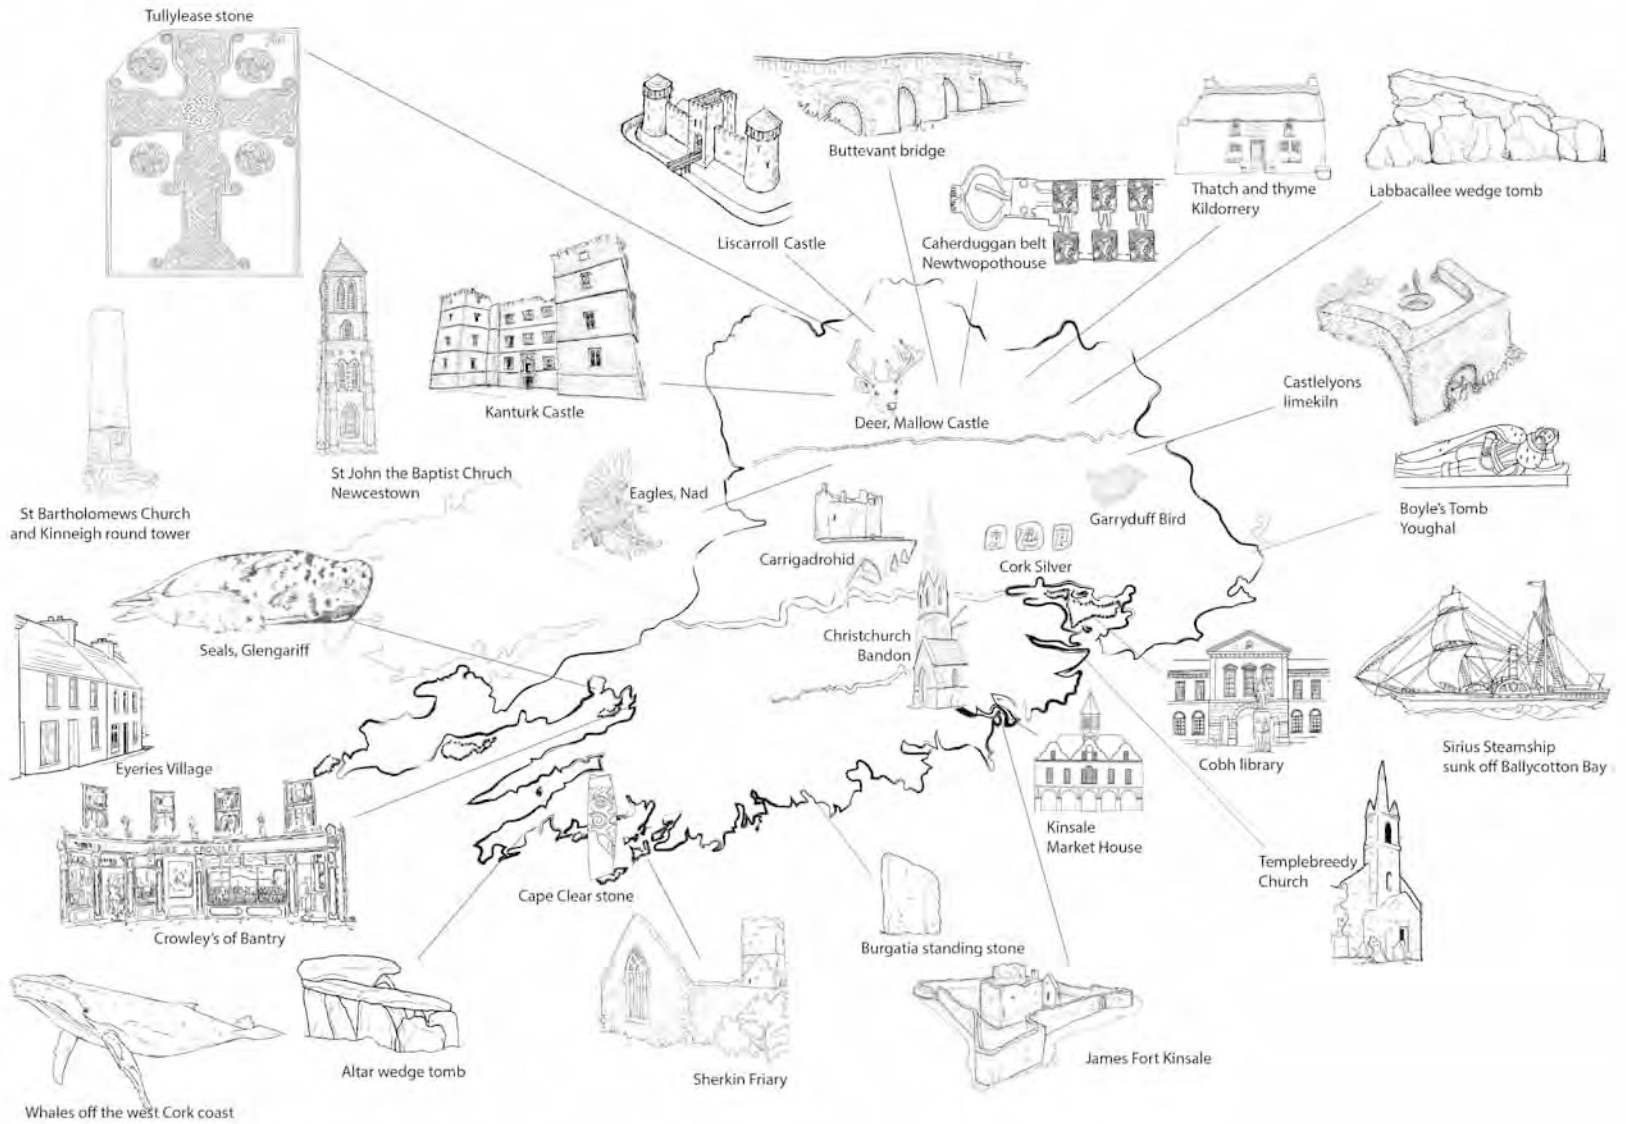 Tullylease stone
Buttevant bridge
Thatch and thyme
Kildorrery
Labbacallee wedge tomb
Liscarroll Castle
Caherduggan belt
Newtwopothouse
Castlelyons
limekiln
Kanturk Castle
Deer, Mallow Castle
St John the Baptist Chruch
Newcestown
Eagles, Nad
St Bartholomews Church
and Kinneigh round tower
Garryduff Bird
Boyle's Tomb
Youghal
Carrigadrohid
Cork Silver
Seals, Glengariff
Christchurch
Bandon
Eyeries Village
Cobh library
Sirius Steamship
sunk off Ballycotton Bay
Kinsale
Market House
Templebreedy
Church
Cape Clear stone
Crowley's of Bantry
Burgatia standing stone
Altar wedge tomb
Sherkin Friary
James Fort Kinsale
Whales off the west Cork coast